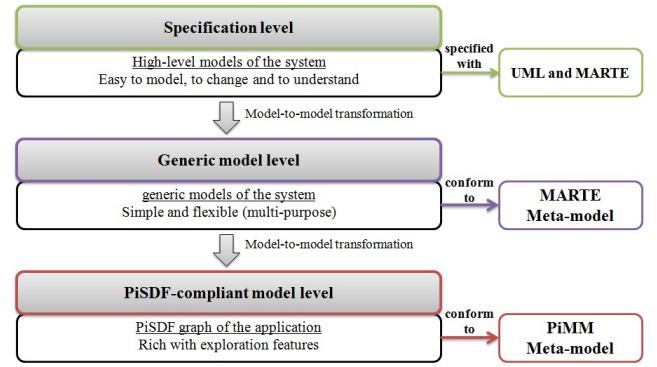 Specification level
High-level models of the system
Easy to model, to change and to understand
specified
with
UML and MARTE
Model-to-model transformation
Generic model level
generic models of the system
Simple and flexible (multi-purpose)
conform
to
MARTE
Meta-model
Model-to-model transformation
PiSDF-compliant model level
PiSDF graph of the application
Rich with exploration features
conform
to
PiMM
Meta-model